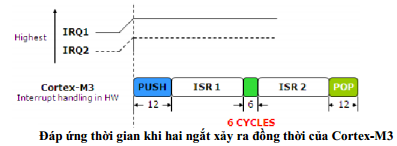 IRQ1
Highest
IRQ2
Cortex-M3
Interrupt handling in HW
PUSH
ISR 1
ISR 2
POP
12
6
12
6 CYCLES
Đáp ứng thời gian khi hai ngắt xảy ra đồng thời của Cortex-M3